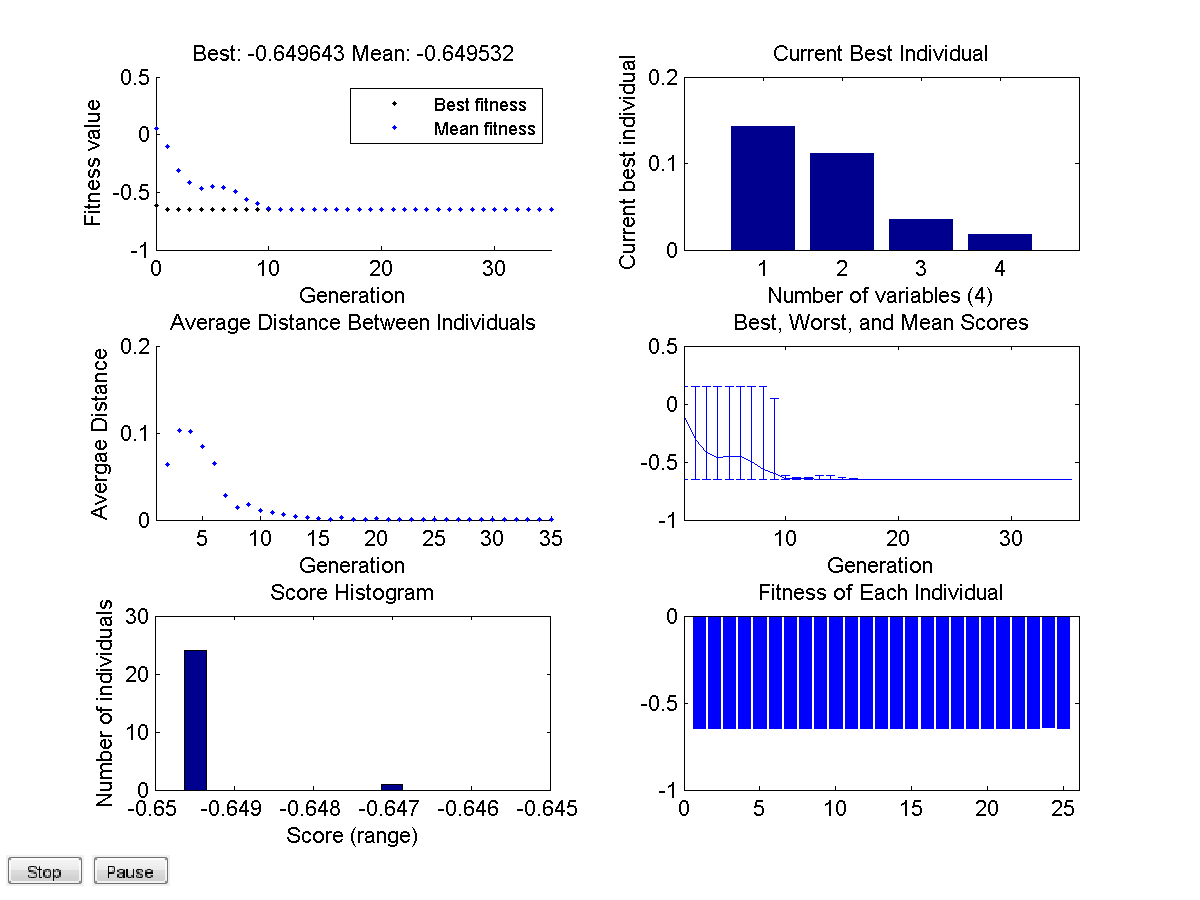 Best: -0.649643 Mean: -0.649532
0.5
0
-0.5
-1
Fitness value
Best fitness
Mean fitness
0 10 20 30
Generation
Current Best Individual
0.2
0.1
0
Current best individual
1 2 3 4
Number of variables (4)
Average Distance Between Individuals
0.2
0.1
0
Avergae Distance
5 10 15 20 25 30 35
Generation
Best, Worst, and Mean Scores
0.5
0
-0.5
-1
10 20 30
Generation
Score Histogram
30
20
10
0
Number of individuals
-0.65 -0.649 -0.648 -0.647 -0.646 -0.645
Score (range)
Fitness of Each Individual
0
-0.5
-1
0 5 10 15 20 25
Stop Pause